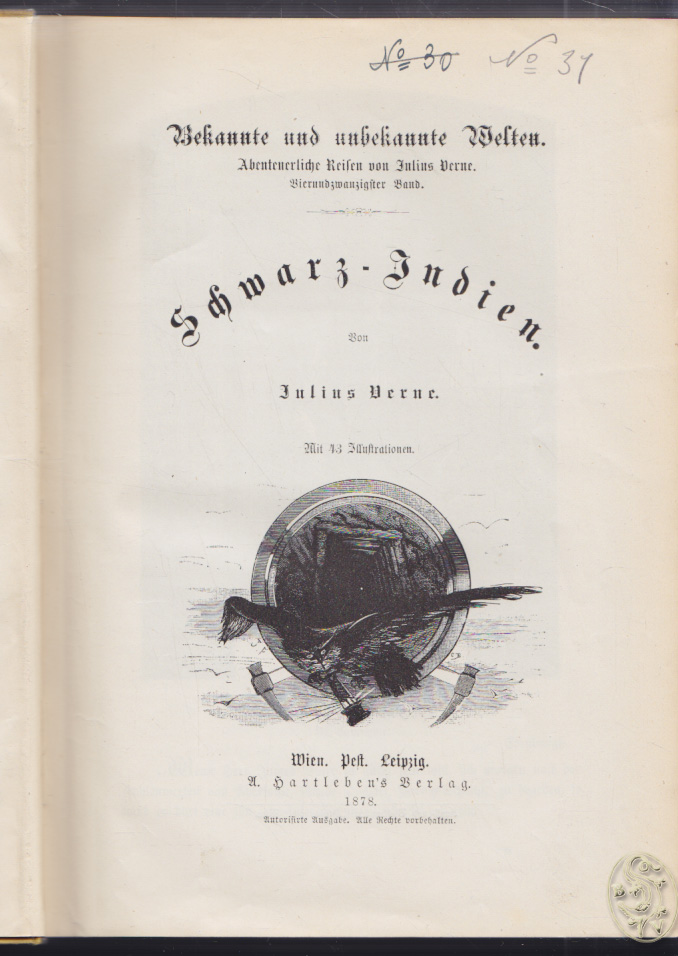 No 30 No 31
Bekannte und unbekannte Welten.
Abenteuerliche Reisen von Julius Verne.
Vierundzwanzigster Band.
Schwarz-Indien.
Von
Julius Verne.
Mit 43 Illustrationen.
Wien. Pest. Leipzig.
A. Hartleben's Verlag.
1878.
Autorisirte Ausgabe. Alle Rechte vorbehalten.